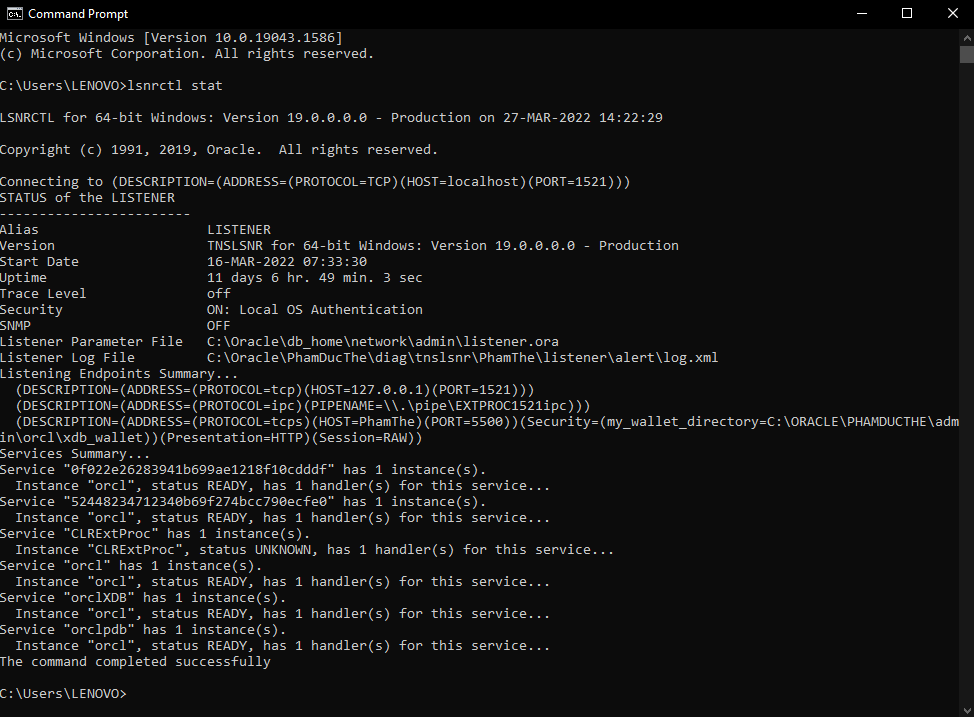 Command Prompt
Microsoft Windows [Version 10.0.19043.1586]
(c) Microsoft Corporation. All rights reserved.
C:\Users\LENOVO>lsnrctl stat
LSNRCTL for 64-bit Windows: Version 19.0.0.0.0 - Production on 27-MAR-2022 14:22:29
Copyright (c) 1991, 2019, Oracle.  All rights reserved.
Connecting to (DESCRIPTION=(ADDRESS=(PROTOCOL=TCP)(HOST=localhost)(PORT=1521)))
STATUS of the LISTENER
------------------------
Alias                     LISTENER
Version                   TNSLSNR for 64-bit Windows: Version 19.0.0.0.0 - Production
Start Date                16-MAR-2022 07:33:30
Uptime                    11 days 6 hr. 49 min. 3 sec
Trace Level               off
Security                  ON: Local OS Authentication
SNMP                      OFF
Listener Parameter File   C:\Oracle\db_home\network\admin\listener.ora
Listener Log File         C:\Oracle\PhamDucThe\diag\tnslsnr\PhamThe\listener\alert\log.xml
Listening Endpoints Summary...
  (DESCRIPTION=(ADDRESS=(PROTOCOL=tcp)(HOST=127.0.0.1)(PORT=1521)))
  (DESCRIPTION=(ADDRESS=(PROTOCOL=ipc)(PIPENAME=\\.\pipe\EXTPROC1521ipc)))
  (DESCRIPTION=(ADDRESS=(PROTOCOL=tcps)(HOST=PhamThe)(PORT=5500))(Security=(my_wallet_directory=C:\ORACLE\PHAMDUCTHE\adm
in\orcl\xdb_wallet))(Presentation=HTTP)(Session=RAW))
Services Summary...
Service "0f022e26283941b699ae1218f10cdddf" has 1 instance(s).
  Instance "orcl", status READY, has 1 handler(s) for this service...
Service "52448234712340b69f274bcc790ecfe0" has 1 instance(s).
  Instance "orcl", status READY, has 1 handler(s) for this service...
Service "CLRExtProc" has 1 instance(s).
  Instance "CLRExtProc", status UNKNOWN, has 1 handler(s) for this service...
Service "orcl" has 1 instance(s).
  Instance "orcl", status READY, has 1 handler(s) for this service...
Service "orclXDB" has 1 instance(s).
  Instance "orcl", status READY, has 1 handler(s) for this service...
Service "orclpdb" has 1 instance(s).
  Instance "orcl", status READY, has 1 handler(s) for this service...
The command completed successfully
C:\Users\LENOVO>